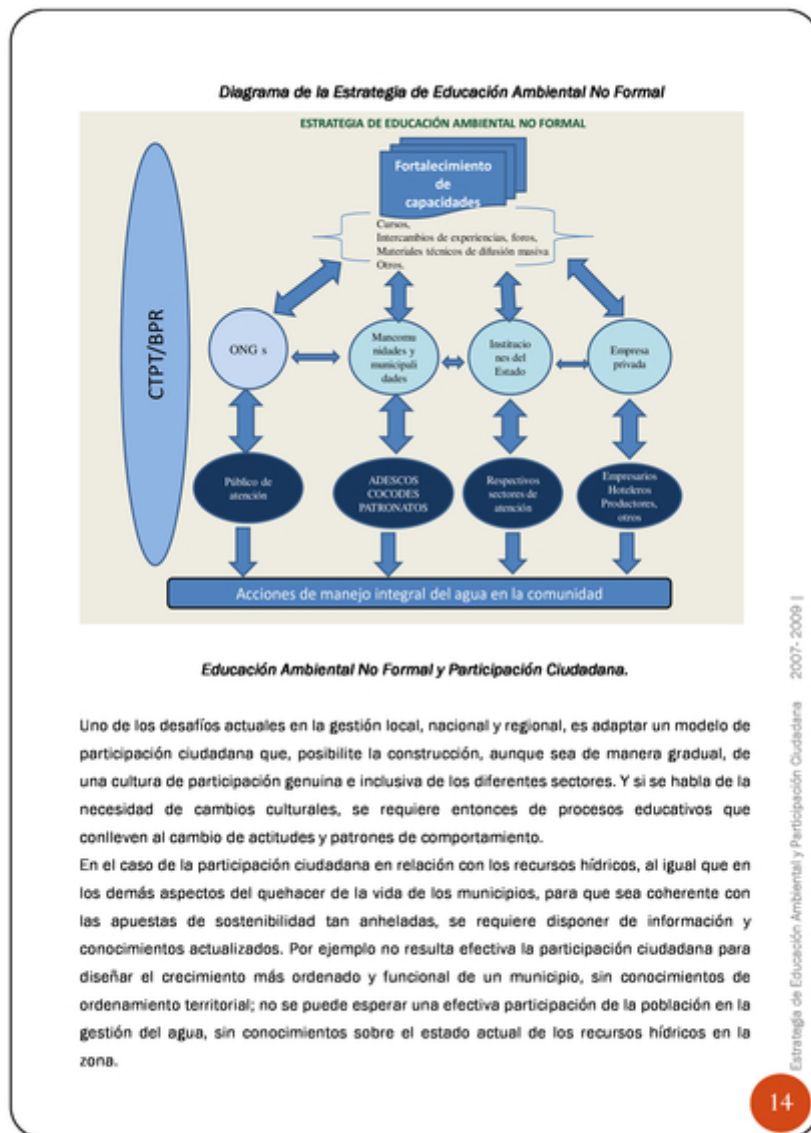 Diagrama de la Estrategia de Educación Ambiental No Formal
ESTRATEGIA DE EDUCACIÓN AMBIENTAL NO FORMAL
Fortalecimiento
de
capacidades
Cursos,
Intercambios de experiencias, foros,
Materiales técnicos de difusión masiva
Otros.
CTPT/BPR
ONG s
Mancomu
nidades y
municipali
dades
Institucio
nes del
Estado
Empresa
privada
Público de
atención
ADESCOS
COCODES
PATRONATOS
Respectivos
sectores de
atención
Empresarios
Hoteleros
Productores,
otros
Acciones de manejo integral del agua en la comunidad
Educación Ambiental No Formal y Participación Ciudadana.
Uno de los desafíos actuales en la gestión local, nacional y regional, es adaptar un modelo de
participación ciudadana que, posibilite la construcción, aunque sea de manera gradual, de
una cultura de participación genuina e inclusiva de los diferentes sectores. Y si se habla de la
necesidad de cambios culturales, se requiere entonces de procesos educativos que
conlleven al cambio de actitudes y patrones de comportamiento.
En el caso de la participación ciudadana en relación con los recursos hídricos, al igual que en
los demás aspectos del quehacer de la vida de los municipios, para que sea coherente con
las apuestas de sostenibilidad tan anheladas, se requiere disponer de información y
conocimientos actualizados. Por ejemplo no resulta efectiva la participación ciudadana para
diseñar el crecimiento más ordenado y funcional de un municipio, sin conocimientos de
ordenamiento territorial; no se puede esperar una efectiva participación de la población en la
gestión del agua, sin conocimientos sobre el estado actual de los recursos hídricos en la
zona.
Estrategia de Educación Ambiental y Participación Ciudadana 2007- 2009 |
14